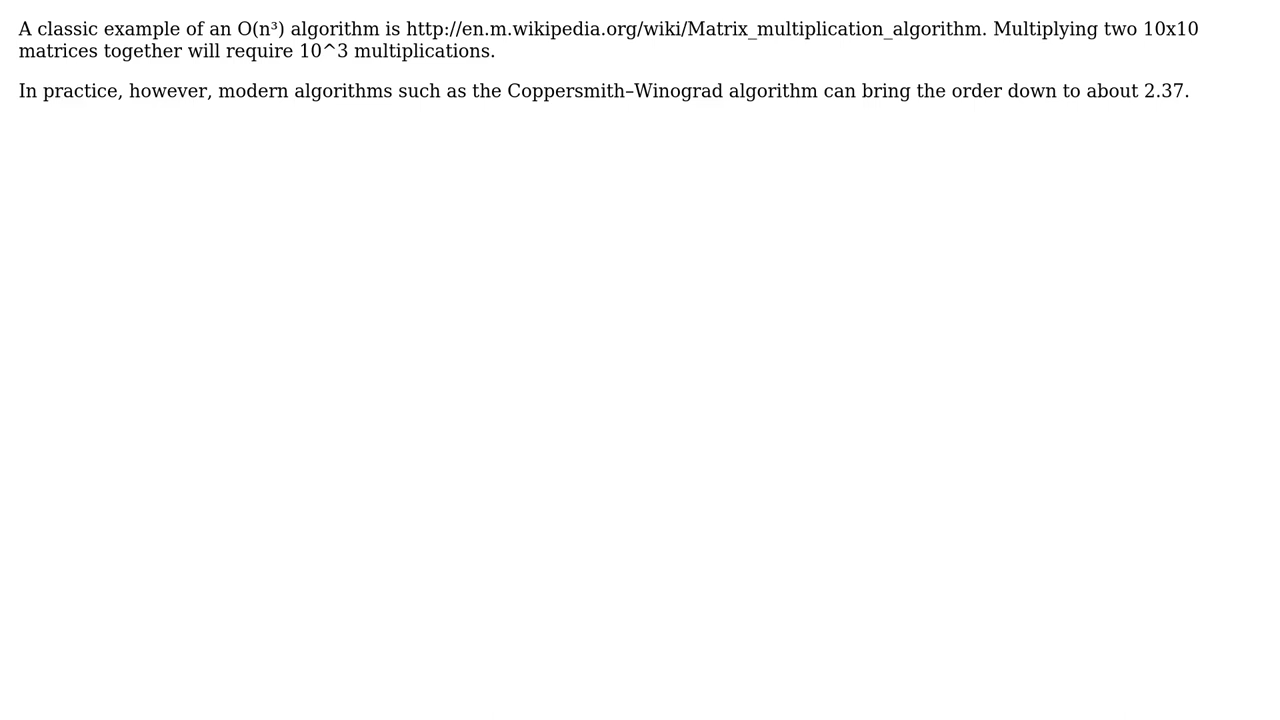 A classic example of an O(n³) algorithm is http://en.m.wikipedia.org/wiki/Matrix_multiplication_algorithm. Multiplying two 10x10
matrices together will require 10^3 multiplications.
In practice, however, modern algorithms such as the Coppersmith–Winograd algorithm can bring the order down to about 2.37.